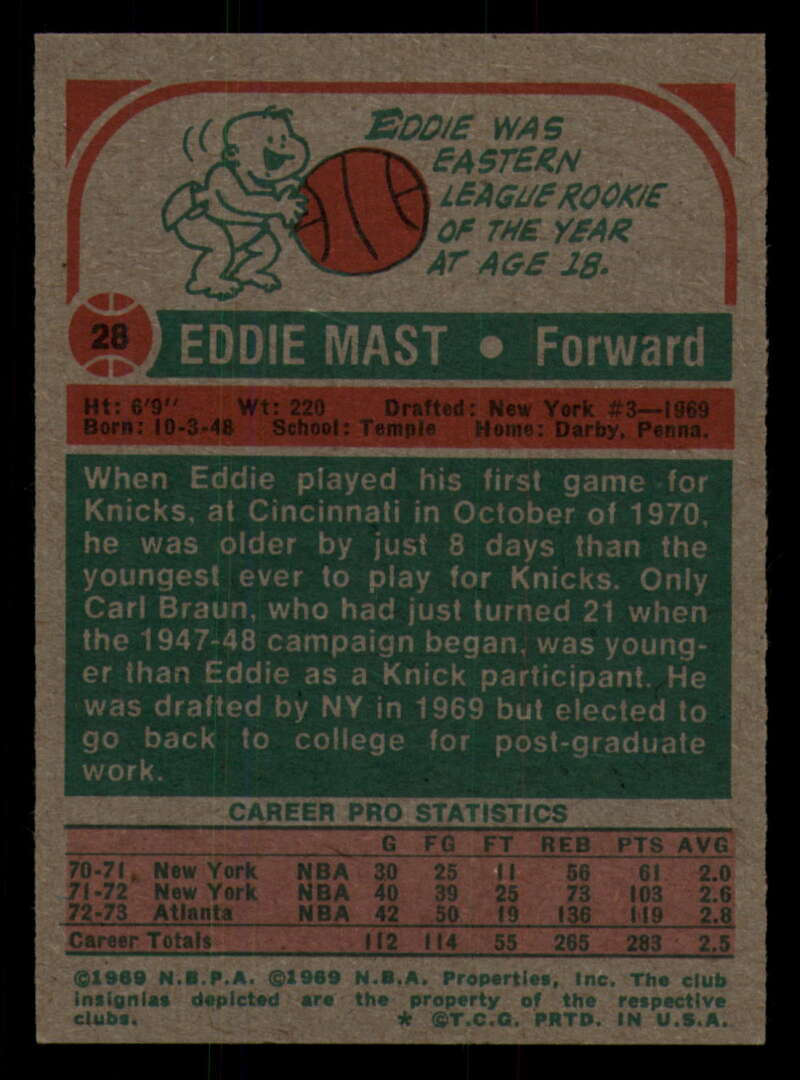 EDDIE WAS
EASTERN
LEAGUE ROOKIE
OF THE YEAR
AT AGE 18.
28 EDDIE MAST • Forward
Ht: 6'9" Wt: 220 Drafted: New York #3—1969
Born: 10-3-48 School: Temple Home: Darby, Penna.
When Eddie played his first game for
Knicks, at Cincinnati in October of 1970,
he was older by just 8 days than the
youngest ever to play for Knicks. Only
Carl Braun, who had just turned 21 when
the 1947-48 campaign began, was young-
er than Eddie as a Knick participant. He
was drafted by NY in 1969 but elected to
go back to college for post-graduate
work.
CAREER PRO STATISTICS
G FG FT REB PTS AVG
70-71 New York NBA 30 25 11 56 61 2.0
71-72 New York NBA 40 39 25 73 103 2.6
72-73 Atlanta NBA 42 50 19 136 119 2.8
Career Totals 112 114 55 265 283 2.5
©1969 N.B.P.A. ©1969 N.B.A. Properties, Inc. The club
insignias depicted are the property of the respective
clubs. * ©T.C.G. PRTD. IN U.S.A.